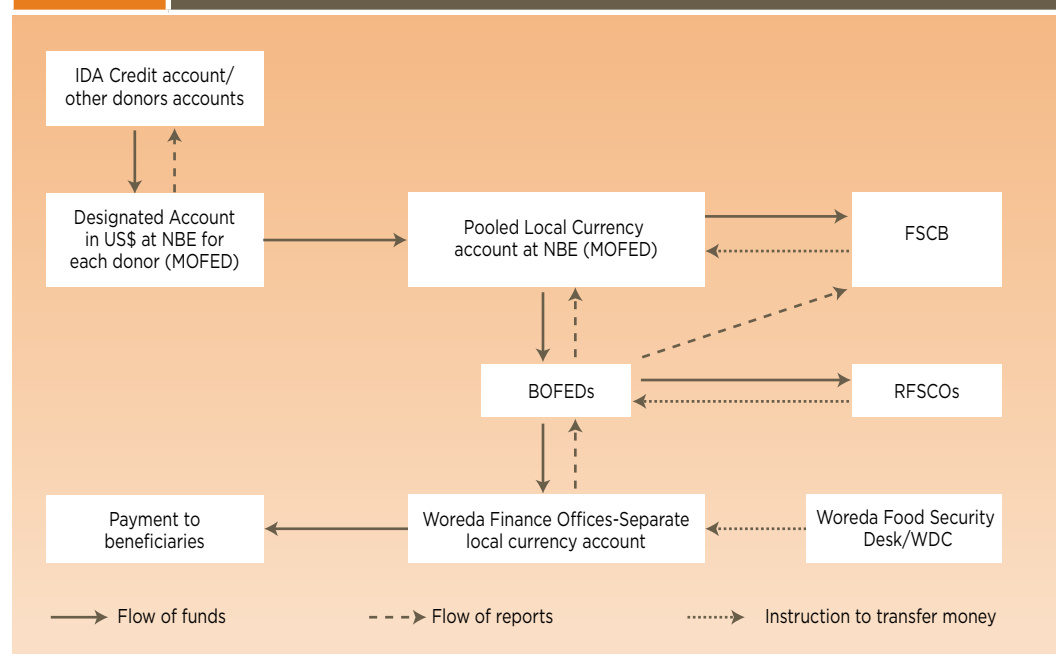 IDA Credit account/
other donors accounts
Designated Account
in US$ at NBE for
each donor (MOFED)
Pooled Local Currency
account at NBE (MOFED)
FSCB
BOFEDs
RFSCOs
Payment to
beneficiaries
Woreda Finance Offices-Separate
local currency account
Woreda Food Security
Desk/WDC
Flow of funds
Flow of reports
Instruction to transfer money